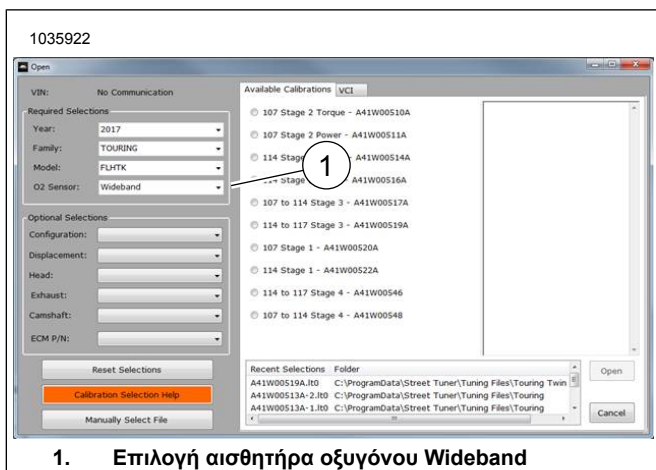 1035922
Open
VIN: No Communication
Required Selections
Year: 2017
Family: TOURING
Model: FLHTK
O2 Sensor: Wideband
Optional Selections
Configuration:
Displacement:
Head:
Exhaust:
Camshaft:
ECM P/N:
Reset Selections
Calibration Selection Help
Manually Select File
Available Calibrations VCI
107 Stage 2 Torque - A41W00510A
107 Stage 2 Power - A41W00511A
114 Stage - A41W00514A
114 Stage A41W00516A
107 to 114 Stage 3 - A41W00517A
114 to 117 Stage 3 - A41W00519A
107 Stage 1 - A41W00520A
114 Stage 1 - A41W00522A
114 to 117 Stage 4 - A41W00546
107 to 114 Stage 4 - A41W00548
1
Recent Selections Folder
A41W00519A.lt0 C:\ProgramData\Street Tuner\Tuning Files\Touring Twin
A41W00513A-2.lt0 C:\ProgramData\Street Tuner\Tuning Files\Touring
A41W00513A-1.lt0 C:\ProgramData\Street Tuner\Tuning Files\Touring
Open
Cancel
1. Επιλογή αισθητήρα οξυγόνου Wideband